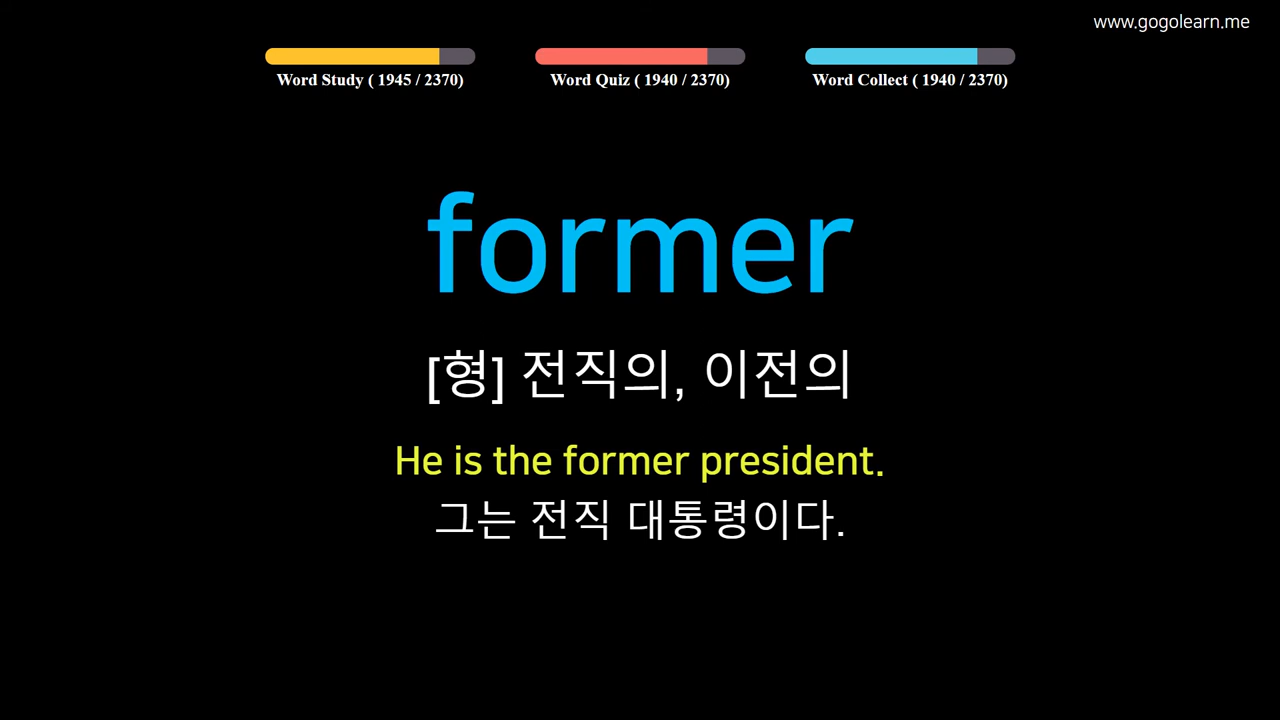 www.gogolearn.me
Word Study ( 1945 / 2370)
Word Quiz ( 1940 / 2370)
Word Collect ( 1940 / 2370)
former
[형] 전직의, 이전의
He is the former president.
그는 전직 대통령이다.